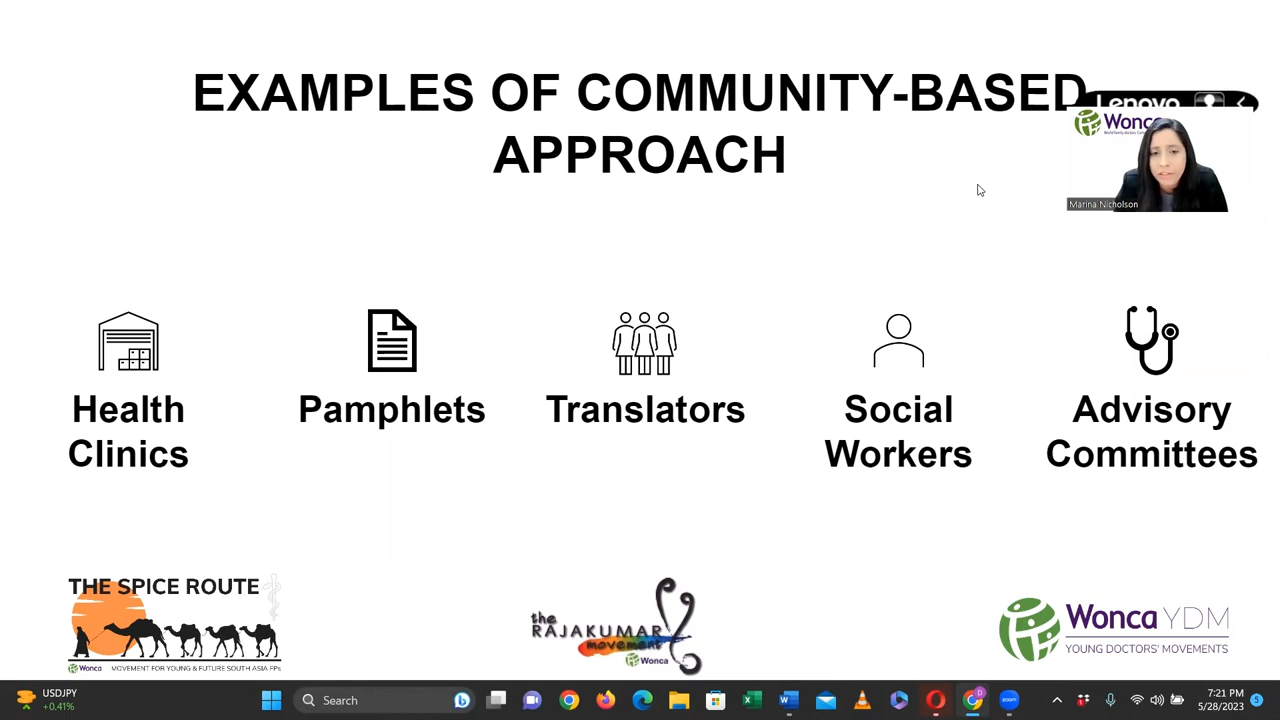 EXAMPLES OF COMMUNITY-BASED
APPROACH
Lenovo
Wonca
Marina Nicholson
Health
Clinics
Pamphlets
Translators
Social
Workers
Advisory
Committees
THE SPICE ROUTE
Wonca MOVEMENT FOR YOUNG & FUTURE SOUTH ASIA FPs
the
RAJAKUMAR
movement
Wonca
Wonca YDM
YOUNG DOCTORS' MOVEMENTS
USDJPY
+0.41%
Search
7:21 PM
5/28/2023
5